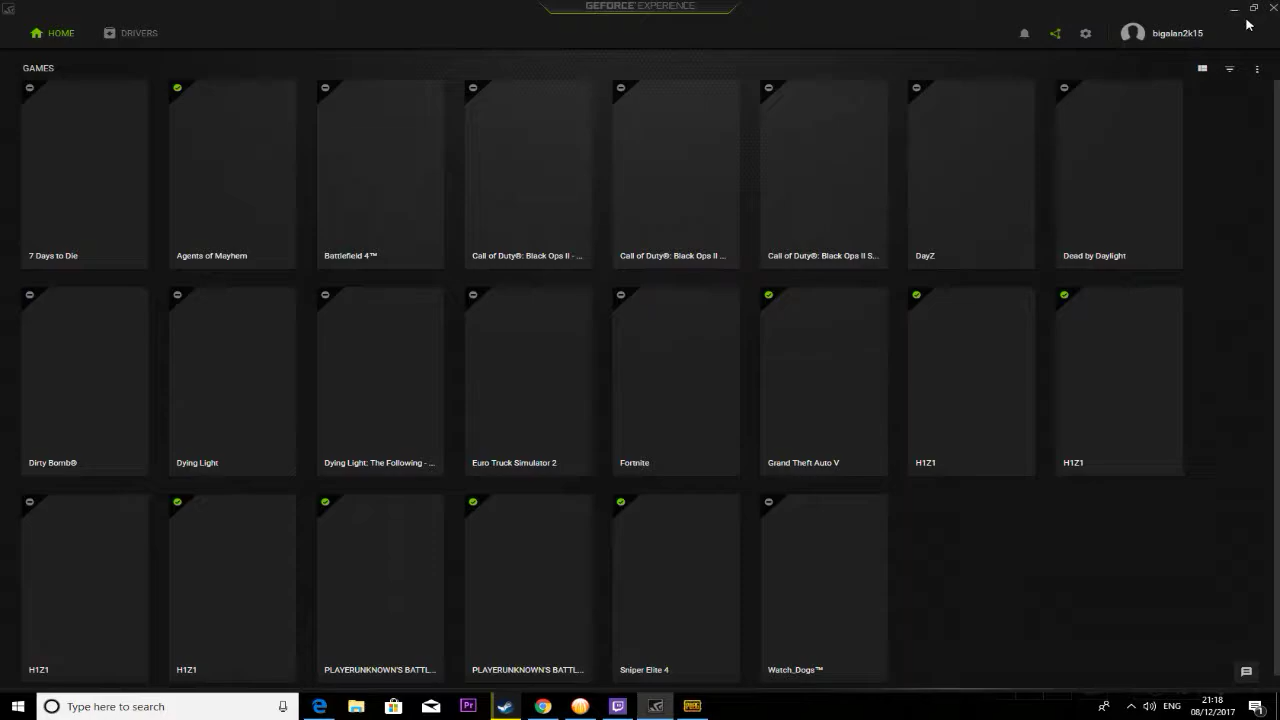 GEFORCE EXPERIENCE
HOME DRIVERS bigalan2k15
GAMES
7 Days to Die Agents of Mayhem Battlefield 4™ Call of Duty®: Black Ops II - ... Call of Duty®: Black Ops II ... Call of Duty®: Black Ops II S... DayZ Dead by Daylight
Dirty Bomb® Dying Light Dying Light: The Following - ... Euro Truck Simulator 2 Fortnite Grand Theft Auto V H1Z1 H1Z1
H1Z1 H1Z1 PLAYERUNKNOWN'S BATTL... PLAYERUNKNOWN'S BATTL... Sniper Elite 4 Watch_Dogs™
Type here to search Pr PUBG ENG 21:18
08/12/2017